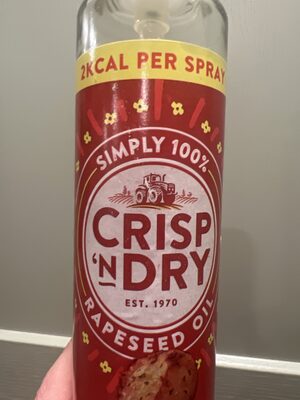 2KCAL PER SPRAY
SIMPLY 100%
CRISP
'N DRY
EST. 1970
RAPESEED OIL